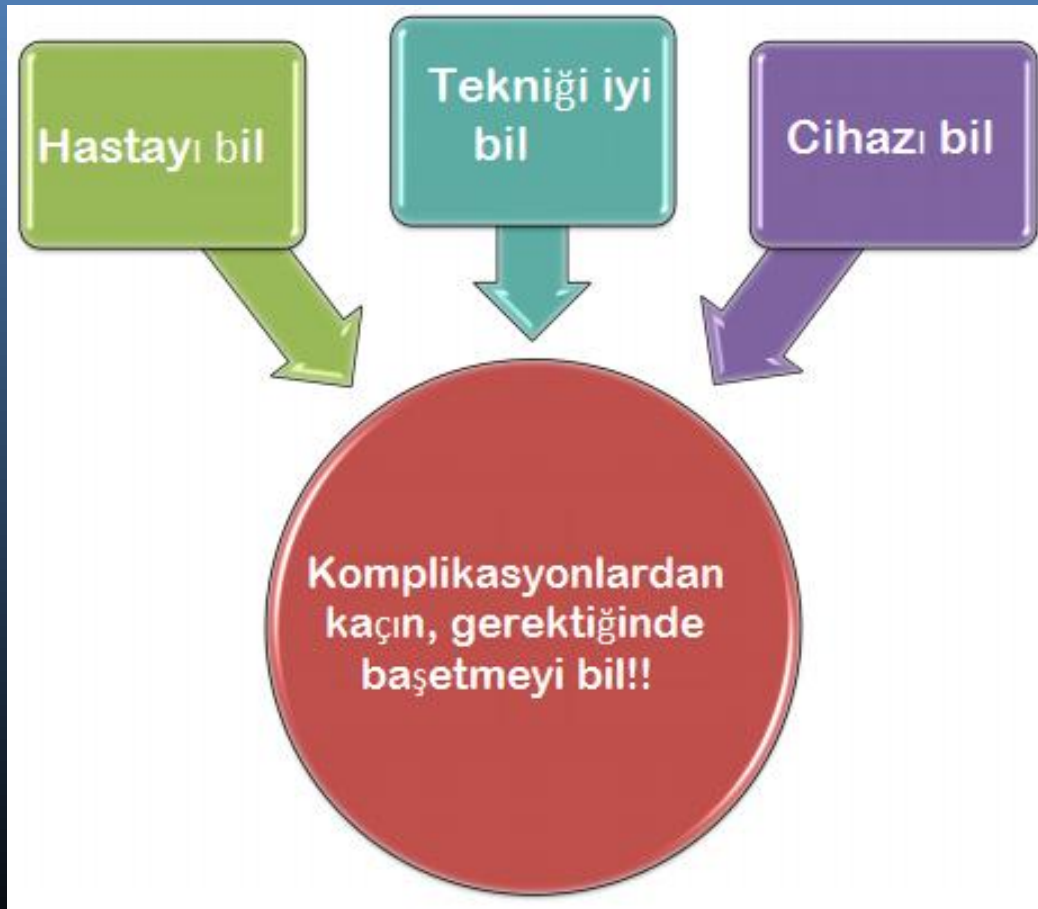 Hastayı bil
Tekniği iyi
bil
Cihazı bil
Komplikasyonlardan
kaçın, gerektiğinde
başetmeyi bil!!